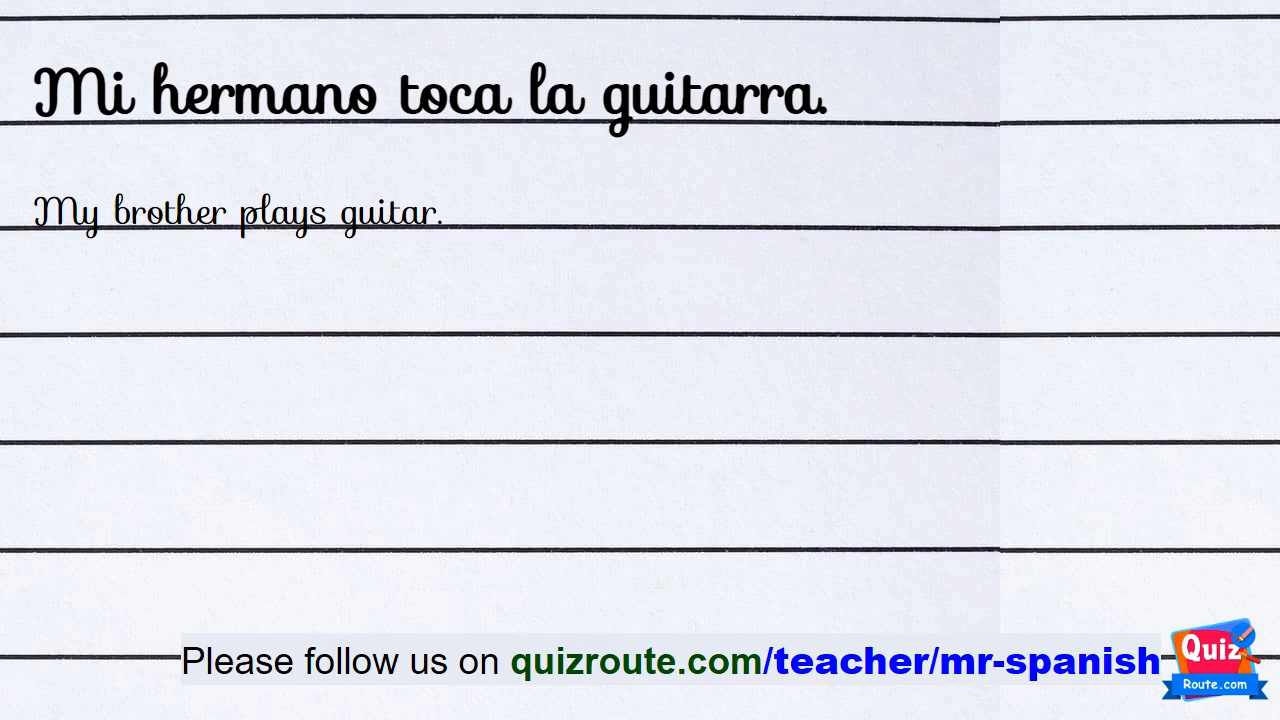 Mi hermano toca la guitarra.
My brother plays guitar.
Please follow us on quizroute.com/teacher/mr-spanish
Quiz
Route.com